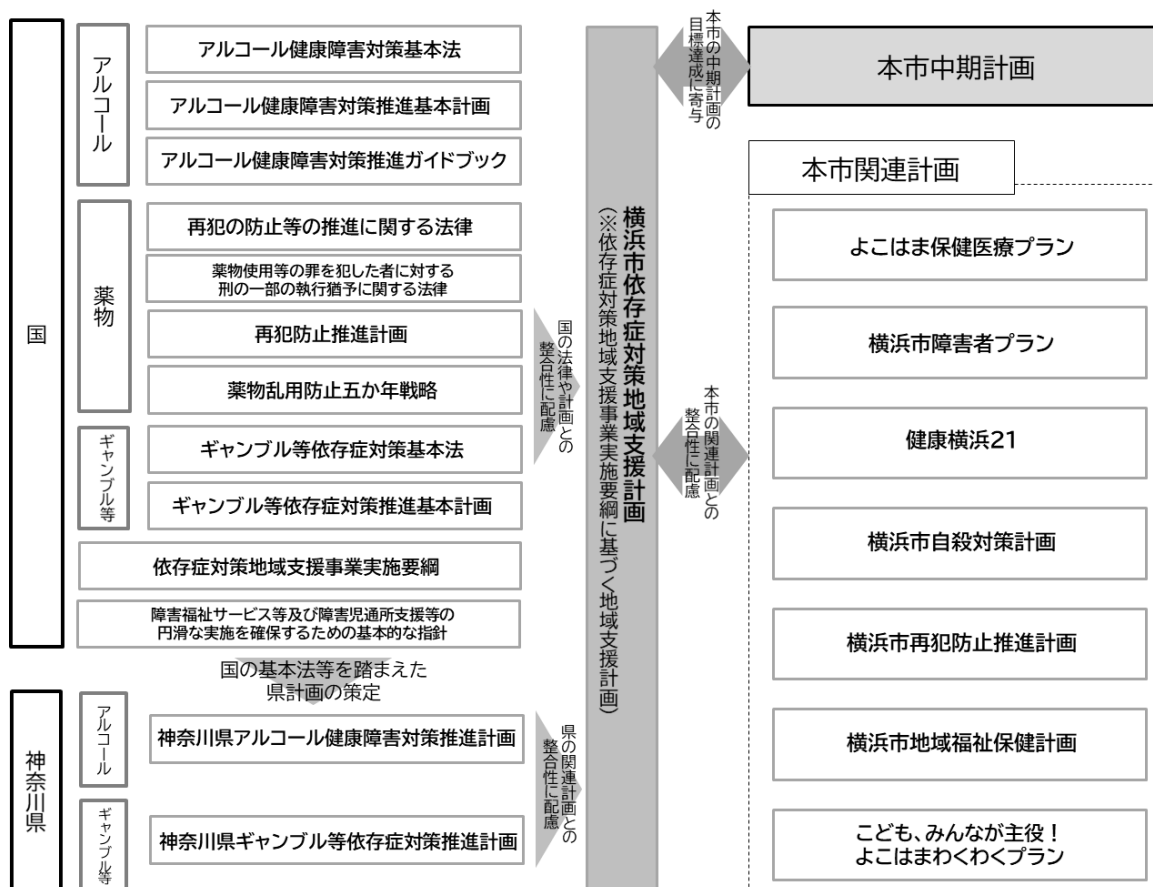 国
アルコール
アルコール健康障害対策基本法
アルコール健康障害対策推進基本計画
アルコール健康障害対策推進ガイドブック
薬物
再犯の防止等の推進に関する法律
薬物使用等の罪を犯した者に対する
刑の一部の執行猶予に関する法律
再犯防止推進計画
薬物乱用防止五か年戦略
ギャンブル等
ギャンブル等依存症対策基本法
ギャンブル等依存症対策推進基本計画
依存症対策地域支援事業実施要綱
障害福祉サービス等及び障害児通所支援等の
円滑な実施を確保するための基本的な指針
国の基本法等を踏まえた
県計画の策定
神奈川県
アルコール
神奈川県アルコール健康障害対策推進計画
ギャンブル等
神奈川県ギャンブル等依存症対策推進計画
国の法律や計画との
整合性に配慮
県の関連計画との
整合性に配慮
横浜市依存症対策地域支援計画
(※依存症対策地域支援事業実施要綱に基づく地域支援計画)
本市の中期計画の
目標達成に寄与
本市の関連計画との
整合性に配慮
本市中期計画
本市関連計画
よこはま保健医療プラン
横浜市障害者プラン
健康横浜21
横浜市自殺対策計画
横浜市再犯防止推進計画
横浜市地域福祉保健計画
こども、みんなが主役！
よこはまわくわくプラン